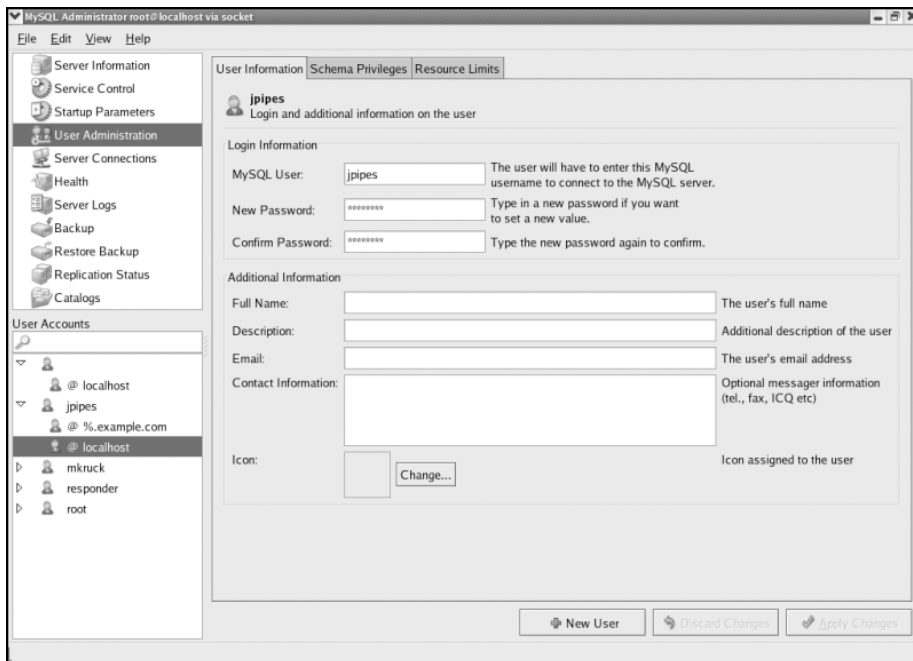 MySQL Administrator root@localhost via socket
File Edit View Help
Server Information
Service Control
Startup Parameters
User Administration
Server Connections
Health
Server Logs
Backup
Restore Backup
Replication Status
Catalogs
User Accounts
@ localhost
jpipes
@ %.example.com
@ localhost
mkruck
responder
root
User Information Schema Privileges Resource Limits
jpipes
Login and additional information on the user
Login Information
MySQL User: jpipes The user will have to enter this MySQL
username to connect to the MySQL server.
New Password: ******** Type in a new password if you want
to set a new value.
Confirm Password: ******** Type the new password again to confirm.
Additional Information
Full Name: The user's full name
Description: Additional description of the user
Email: The user's email address
Contact Information: Optional messager information
(tel., fax, ICQ etc)
Icon: Change... Icon assigned to the user
New User Discard Changes Apply Changes